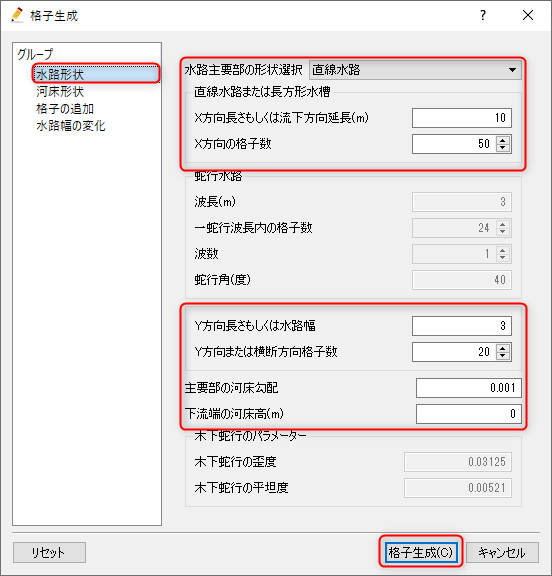 格子生成
グループ
水路形状
河床形状
格子の追加
水路幅の変化
水路主要部の形状選択 直線水路
直線水路または長方形水槽
X方向長さもしくは流下方向延長(m) 10
X方向の格子数 50
蛇行水路
波長(m) 3
一蛇行波長内の格子数 24
波数 1
蛇行角(度) 40
Y方向長さもしくは水路幅 3
Y方向または横断方向格子数 20
主要部の河床勾配 0.001
下流端の河床高(m) 0
木下蛇行のパラメーター
木下蛇行の歪度 0.03125
木下蛇行の平坦度 0.00521
リセット 格子生成(C) キャンセル